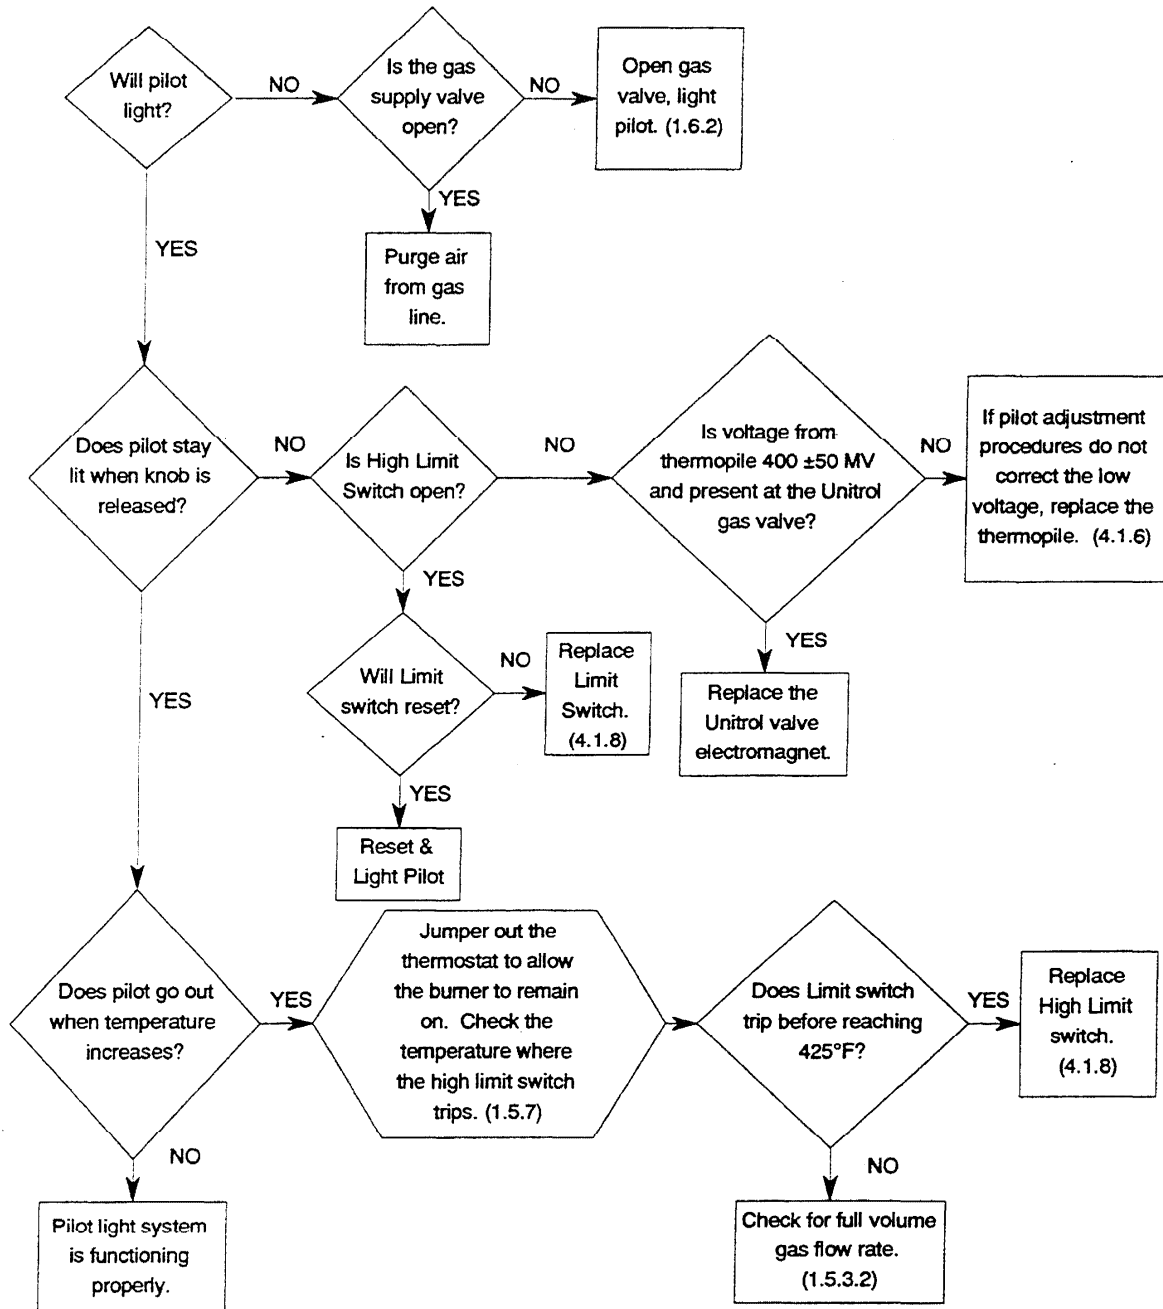 Will pilot
light?
NO
Is the gas
supply valve
open?
NO
Open gas
valve, light
pilot. (1.6.2)
YES
Purge air
from gas
line.
YES
Does pilot stay
lit when knob is
released?
NO
Is High Limit
Switch open?
NO
Is voltage from
thermopile 400 ±50 MV
and present at the Unitrol
gas valve?
NO
If pilot adjustment
procedures do not
correct the low
voltage, replace the
thermopile. (4.1.6)
YES
Will Limit
switch reset?
NO
Replace
Limit
Switch.
(4.1.8)
YES
Replace the
Unitrol valve
electromagnet.
YES
Reset &
Light Pilot
YES
Does pilot go out
when temperature
increases?
YES
Jumper out the
thermostat to allow
the burner to remain
on. Check the
temperature where
the high limit switch
trips. (1.5.7)
Does Limit switch
trip before reaching
425°F?
YES
Replace
High Limit
switch.
(4.1.8)
NO
Pilot light system
is functioning
properly.
NO
Check for full volume
gas flow rate.
(1.5.3.2)